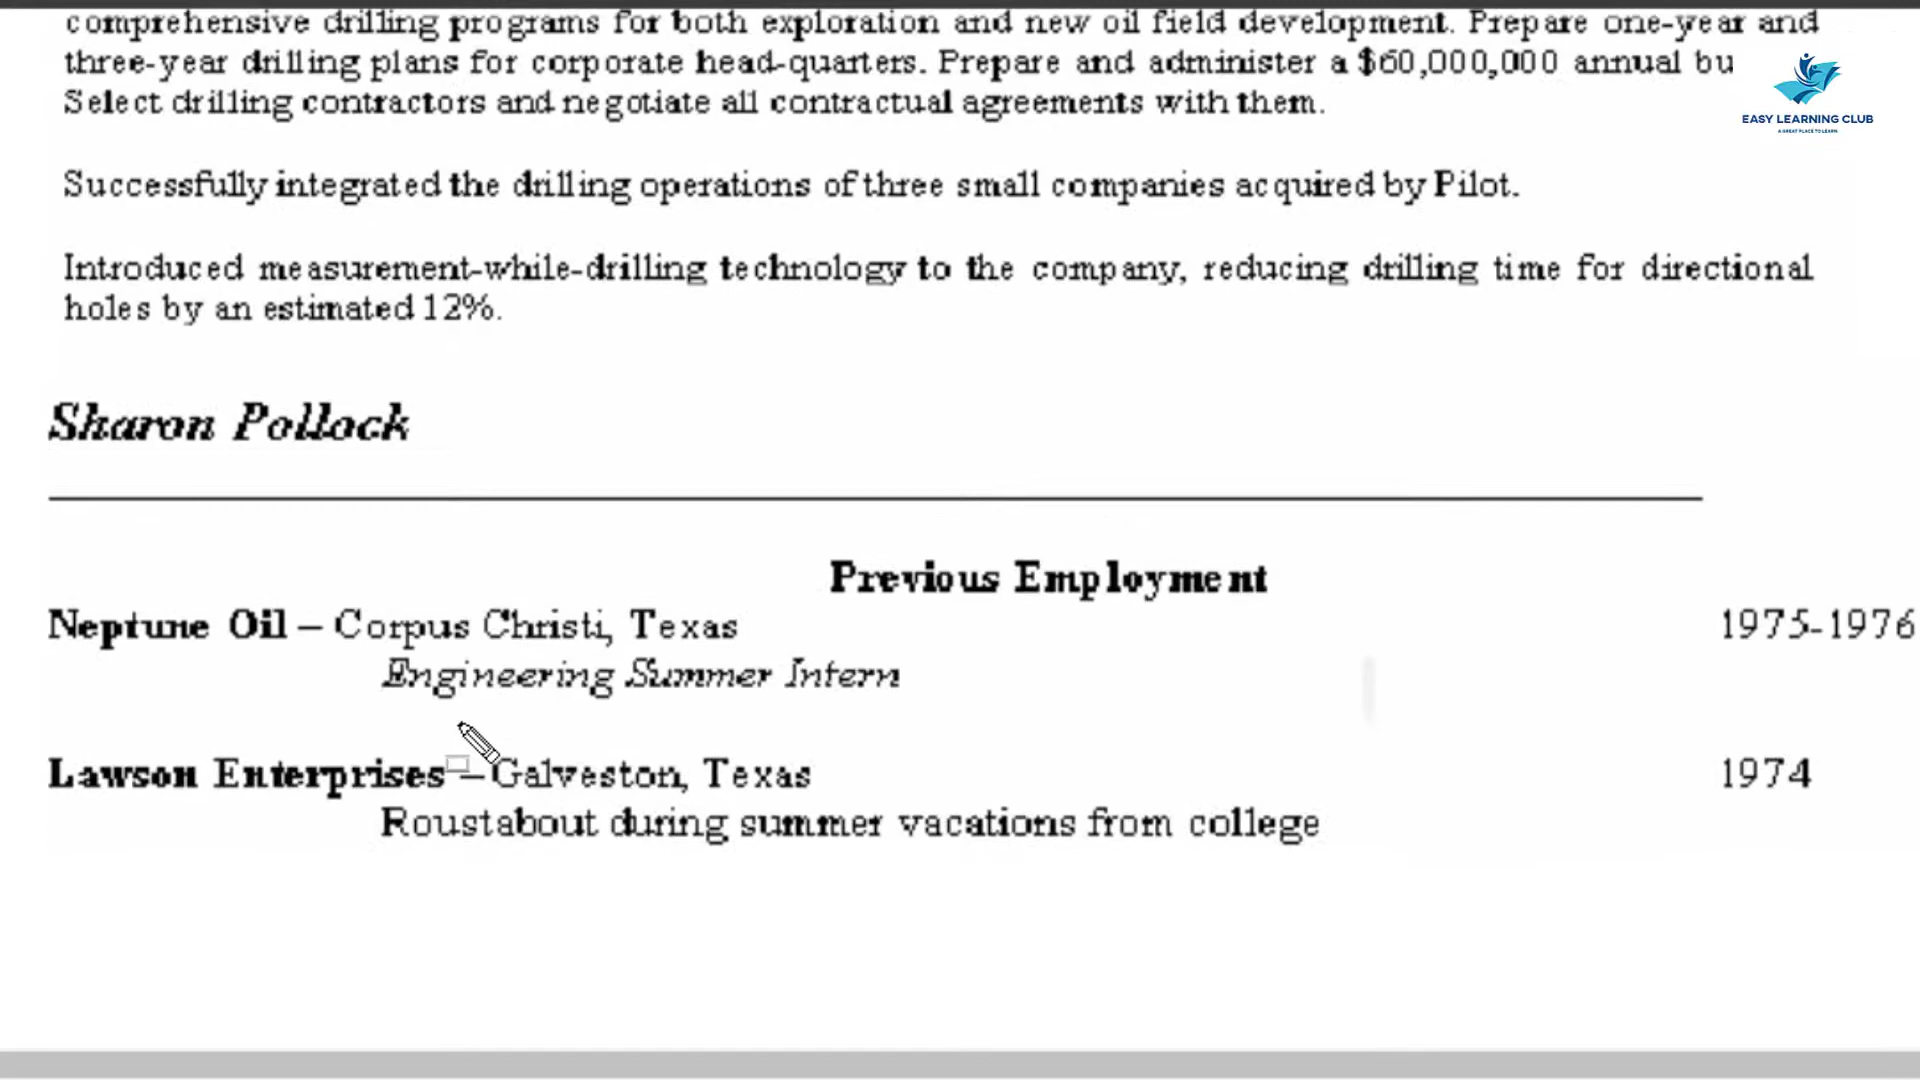 comprehensive drilling programs for both exploration and new oil field development. Prepare one-year and
three-year drilling plans for corporate head-quarters. Prepare and administer a $60,000,000 annual bu
Select drilling contractors and negotiate all contractual agreements with them.
EASY LEARNING CLUB
A GREAT PLACE TO LEARN
Successfully integrated the drilling operations of three small companies acquired by Pilot.
Introduced measurement-while-drilling technology to the company, reducing drilling time for directional
holes by an estimated 12%.
Sharon Pollock
Previous Employment
Neptune Oil – Corpus Christi, Texas 1975-1976
Engineering Summer Intern
Lawson Enterprises – Galveston, Texas 1974
Roustabout during summer vacations from college